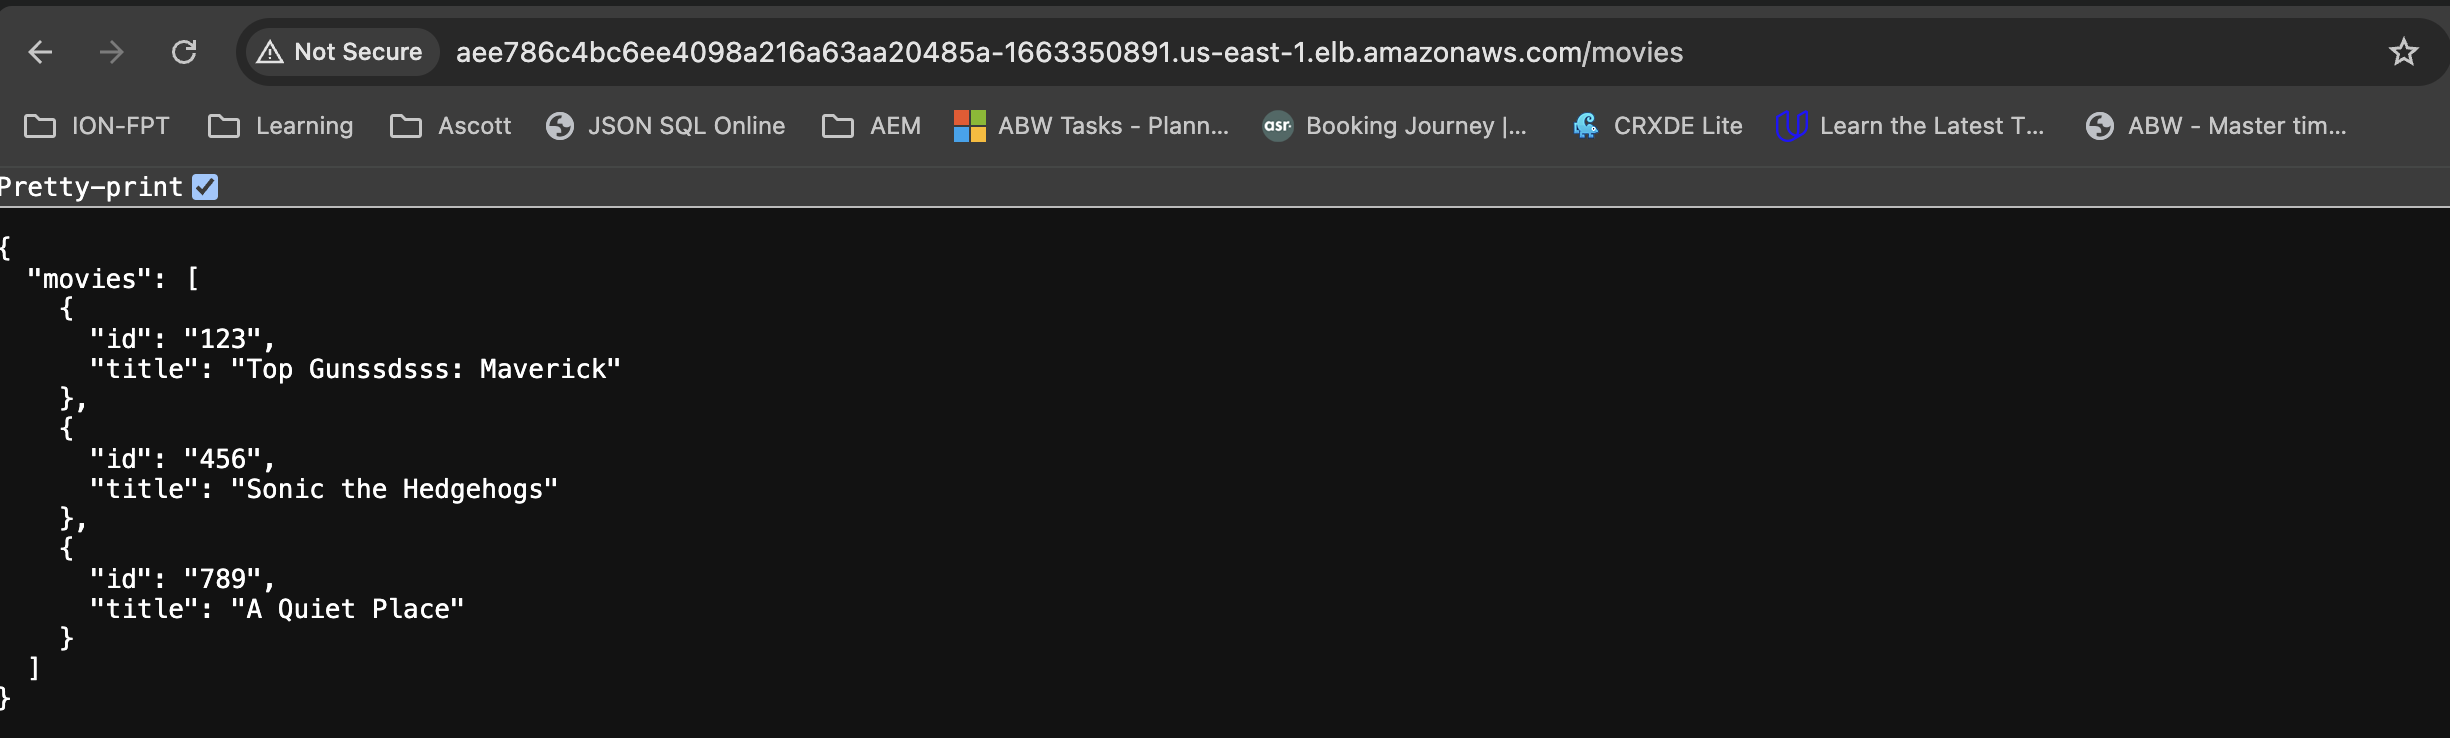 Not Secure aee786c4bc6ee4098a216a63aa20485a-1663350891.us-east-1.elb.amazonaws.com/movies
ION-FPT Learning Ascott JSON SQL Online AEM ABW Tasks - Plann... asr. Booking Journey |... CRXDE Lite Learn the Latest T... ABW - Master tim...
Pretty-print
{
  "movies": [
    {
      "id": "123",
      "title": "Top Gunssdsss: Maverick"
    },
    {
      "id": "456",
      "title": "Sonic the Hedgehogs"
    },
    {
      "id": "789",
      "title": "A Quiet Place"
    }
  ]
}